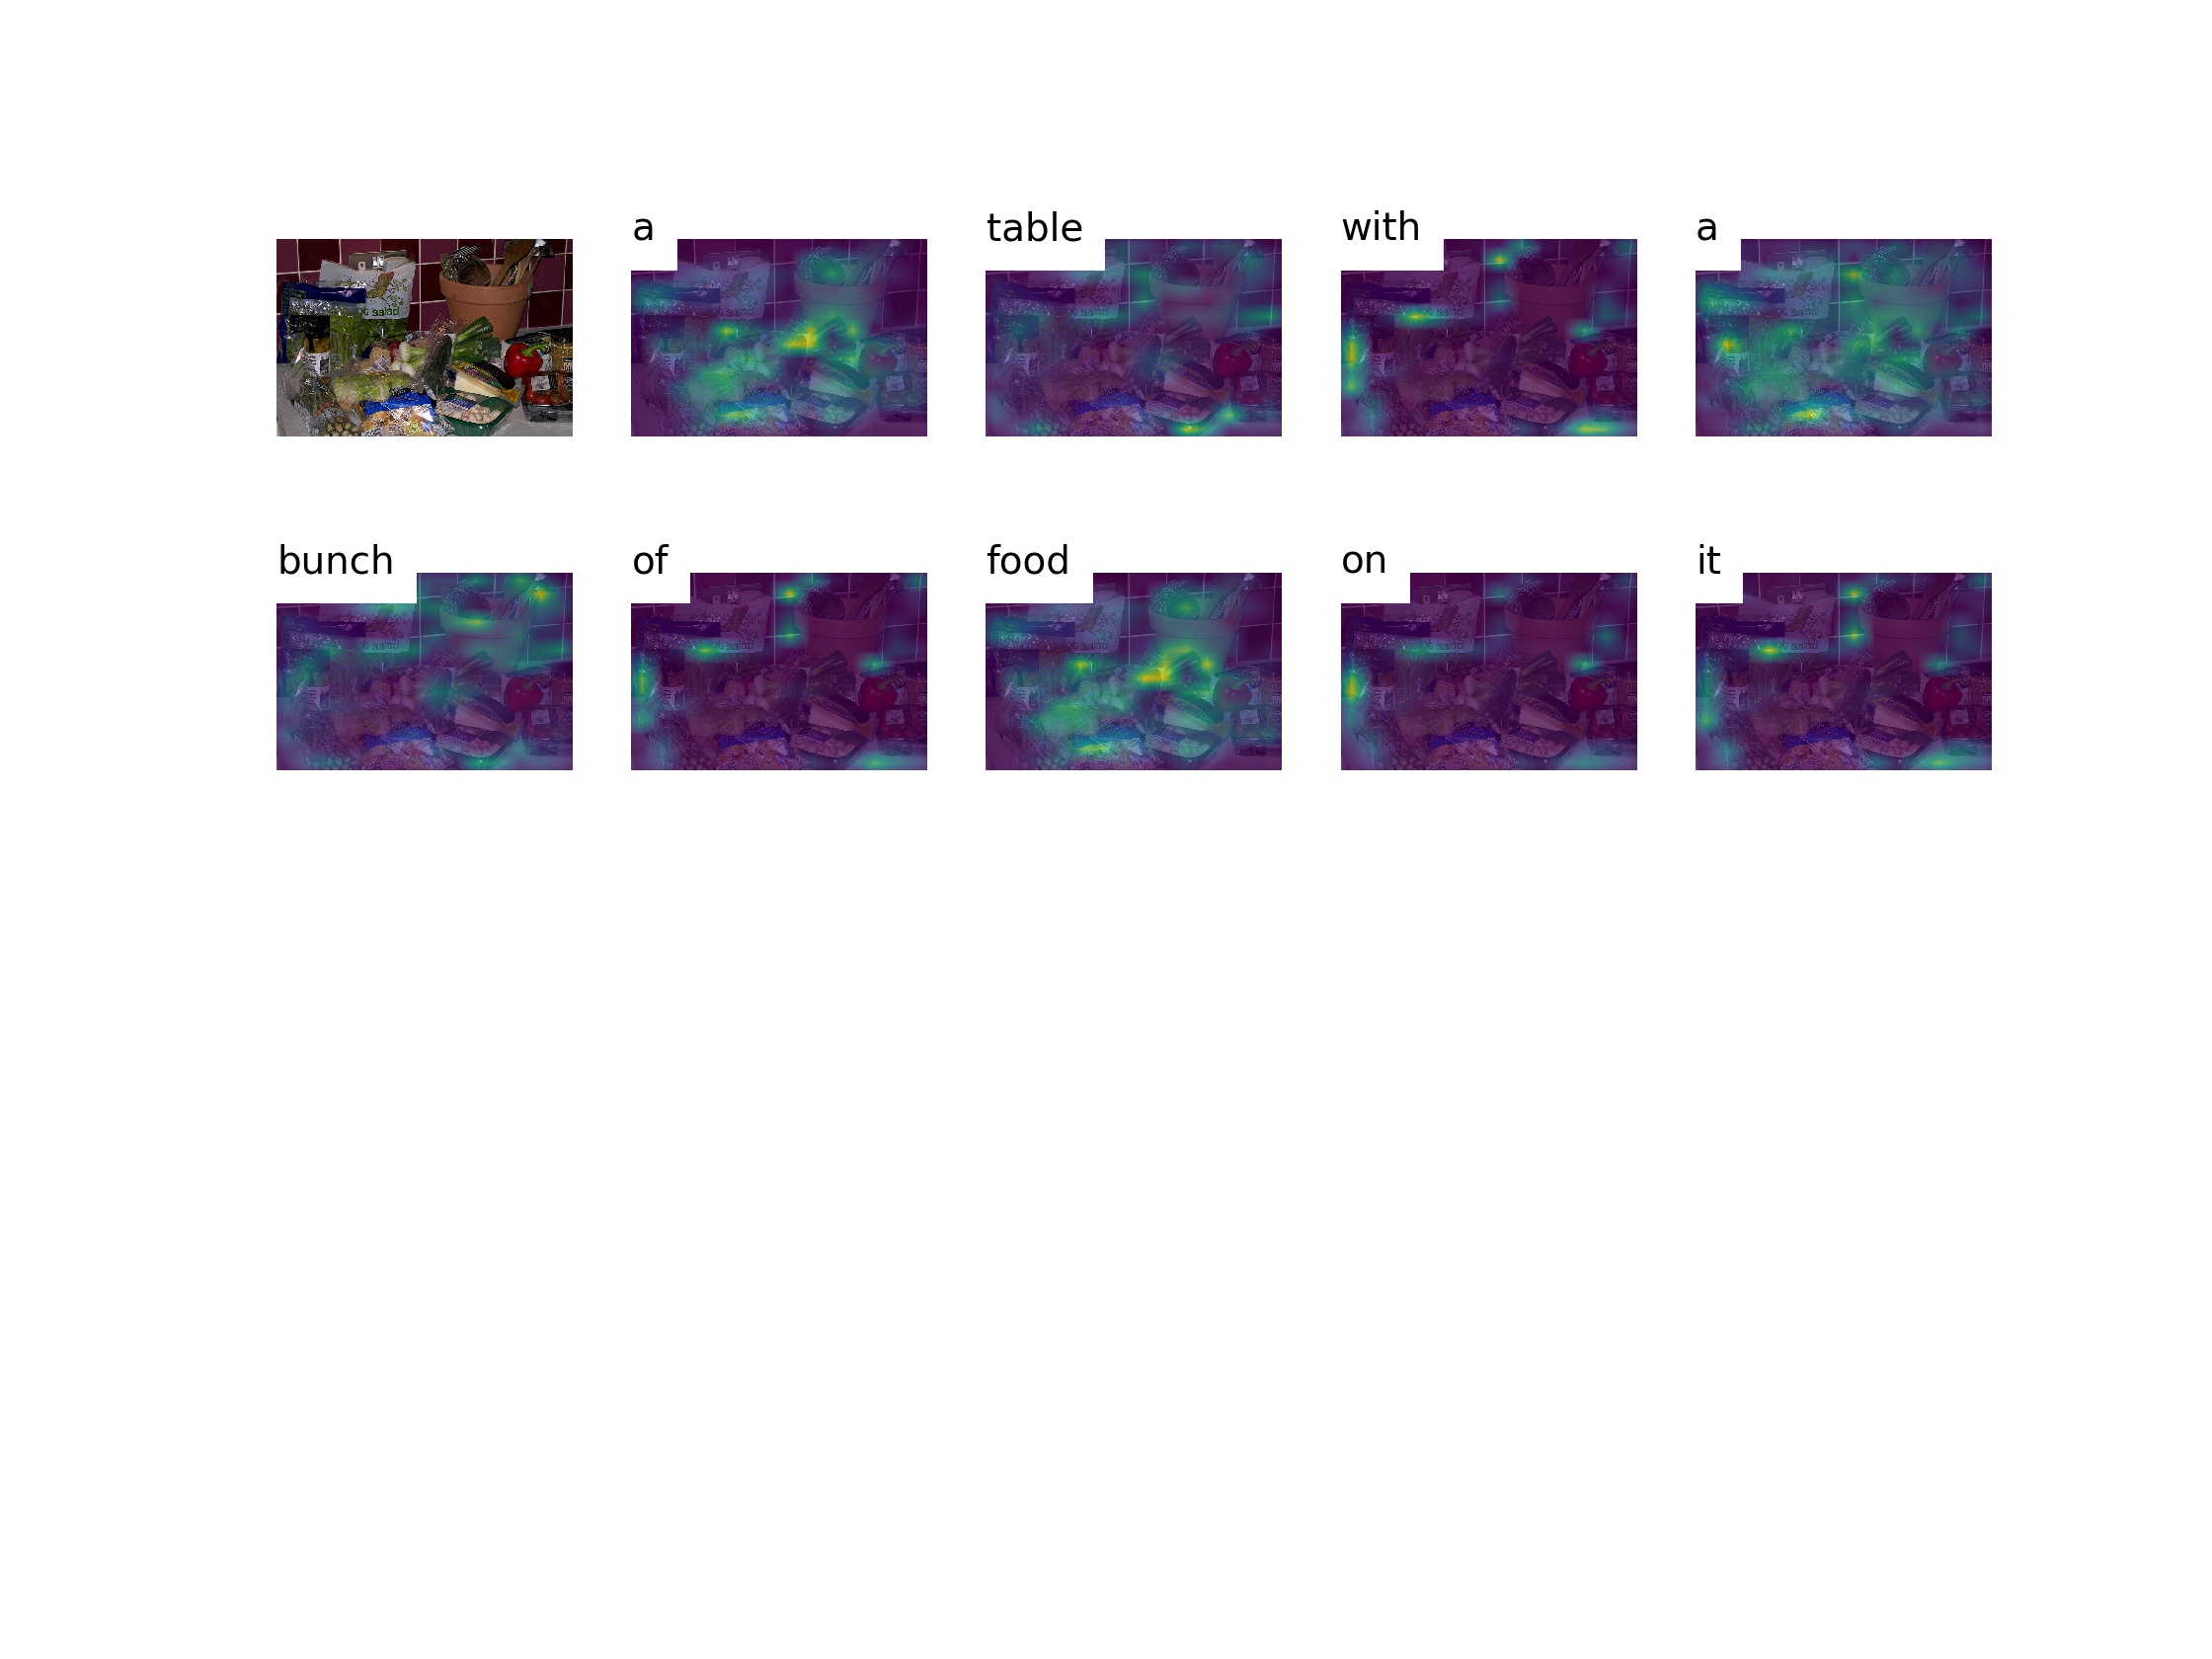 a
table
with
a
bunch
of
food
on
it